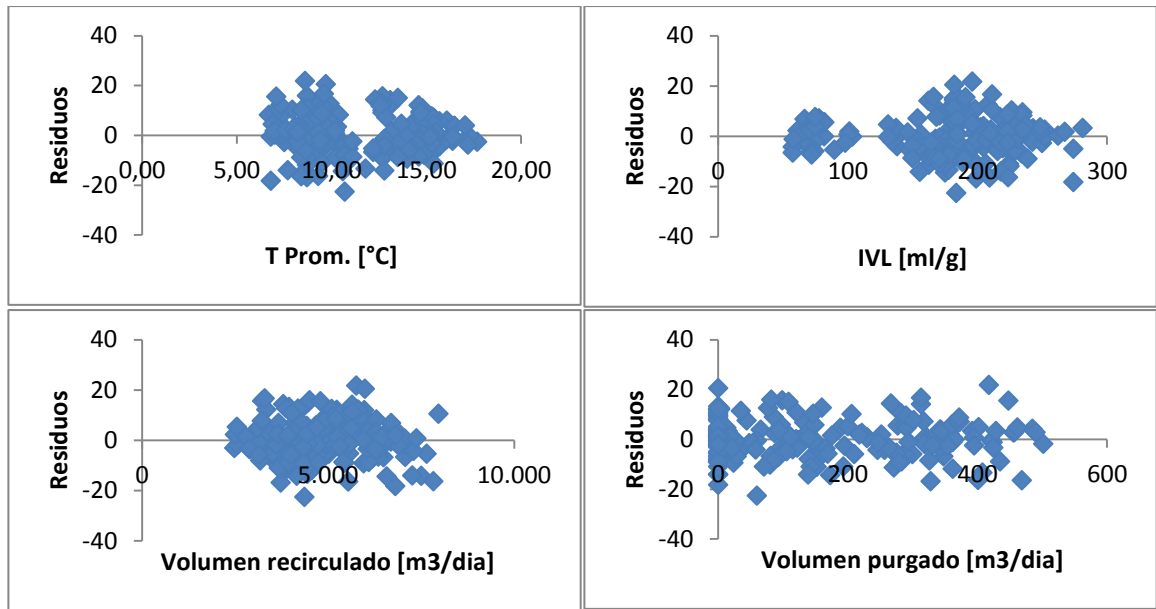 40
20
0
-20
-40
Residuos
0,00 5,00 10,00 15,00 20,00
T Prom. [°C]
40
20
0
-20
-40
Residuos
0 100 200 300
IVL [ml/g]
40
20
0
-20
-40
Residuos
0 5.000 10.000
Volumen recirculado [m3/dia]
40
20
0
-20
-40
Residuos
0 200 400 600
Volumen purgado [m3/dia]